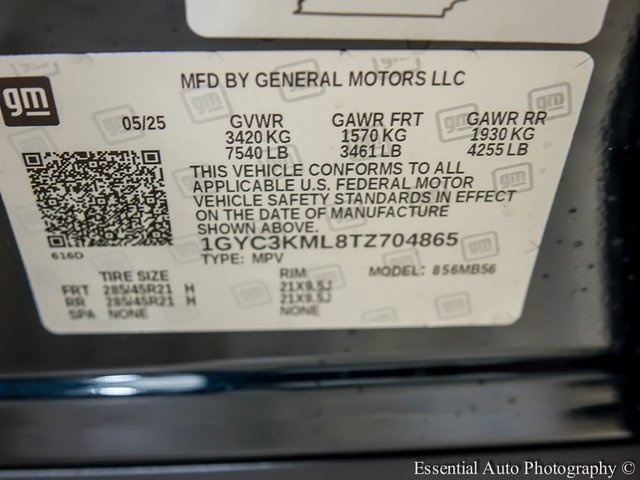 MFD BY GENERAL MOTORS LLC
gm
05/25 GVWR GAWR FRT GAWR RR
3420 KG 1570 KG 1930 KG
7540 LB 3461 LB 4255 LB
THIS VEHICLE CONFORMS TO ALL
APPLICABLE U.S. FEDERAL MOTOR
VEHICLE SAFETY STANDARDS IN EFFECT
ON THE DATE OF MANUFACTURE
SHOWN ABOVE.
1GYC3KML8TZ704865
616D
TYPE: MPV MODEL: 856MB56
TIRE SIZE RIM
FRT 285/45R21 H 21X9.5J
RR 285/45R21 H 21X9.5J
SPA NONE NONE
Essential Auto Photography ©